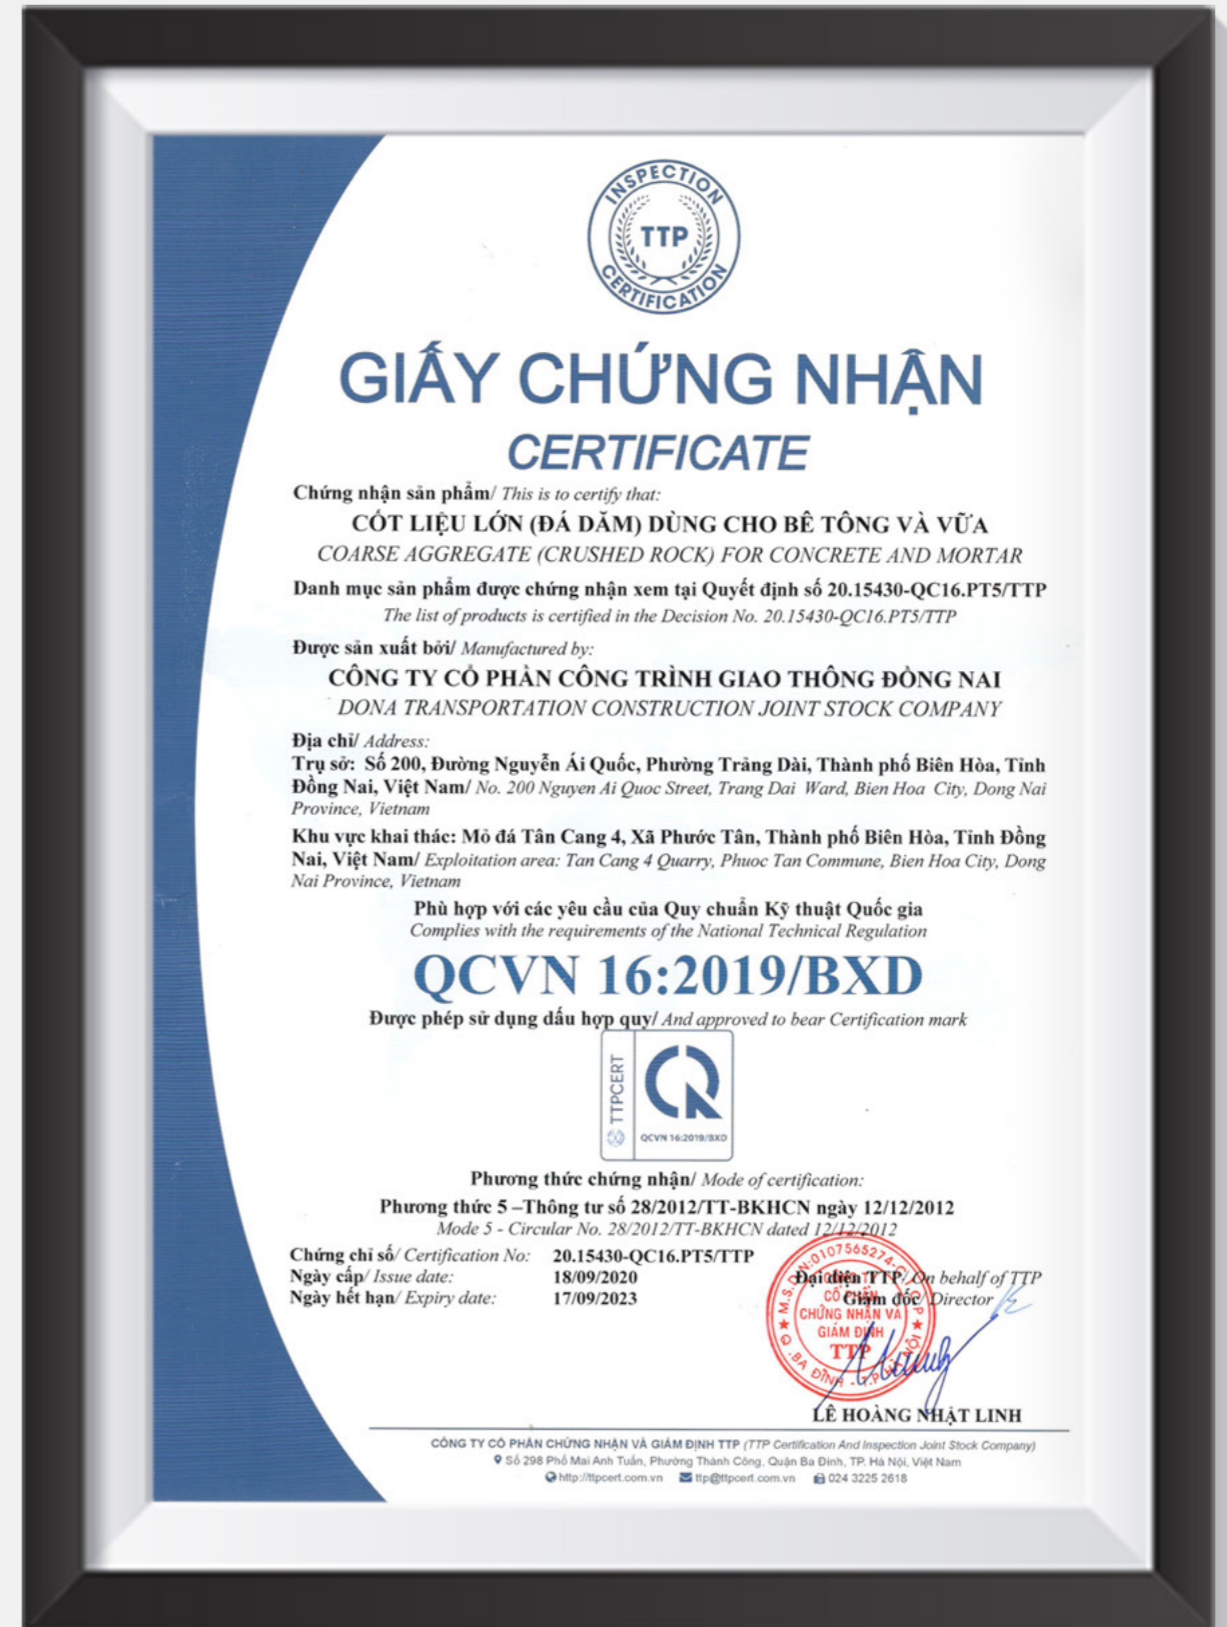 INSPECTION
TTP
CERTIFICATION
GIẤY CHỨNG NHẬN
CERTIFICATE
Chứng nhận sản phẩm/ This is to certify that:
CỐT LIỆU LỚN (ĐÁ DĂM) DÙNG CHO BÊ TÔNG VÀ VỮA
COARSE AGGREGATE (CRUSHED ROCK) FOR CONCRETE AND MORTAR
Danh mục sản phẩm được chứng nhận xem tại Quyết định số 20.15430-QC16.PT5/TTP
The list of products is certified in the Decision No. 20.15430-QC16.PT5/TTP
Được sản xuất bởi/ Manufactured by:
CÔNG TY CỔ PHẦN CÔNG TRÌNH GIAO THÔNG ĐỒNG NAI
DONA TRANSPORTATION CONSTRUCTION JOINT STOCK COMPANY
Địa chỉ/ Address:
Trụ sở: Số 200, Đường Nguyễn Ái Quốc, Phường Trảng Dài, Thành phố Biên Hòa, Tỉnh
Đồng Nai, Việt Nam/ No. 200 Nguyen Ai Quoc Street, Trang Dai Ward, Bien Hoa City, Dong Nai
Province, Vietnam
Khu vực khai thác: Mỏ đá Tân Cang 4, Xã Phước Tân, Thành phố Biên Hòa, Tỉnh Đồng
Nai, Việt Nam/ Exploitation area: Tan Cang 4 Quarry, Phuoc Tan Commune, Bien Hoa City, Dong
Nai Province, Vietnam
Phù hợp với các yêu cầu của Quy chuẩn Kỹ thuật Quốc gia
Complies with the requirements of the National Technical Regulation
QCVN 16:2019/BXD
Được phép sử dụng dấu hợp quy/ And approved to bear Certification mark
TTPCERT
QCVN 16:2019/BXD
Phương thức chứng nhận/ Mode of certification:
Phương thức 5 –Thông tư số 28/2012/TT-BKHCN ngày 12/12/2012
Mode 5 - Circular No. 28/2012/TT-BKHCN dated 12/12/2012
Chứng chỉ số/ Certification No: 20.15430-QC16.PT5/TTP
Ngày cấp/ Issue date: 18/09/2020
Ngày hết hạn/ Expiry date: 17/09/2023
Đại diện TTP/ On behalf of TTP
Giám đốc/ Director
M.S.D.N:0107565274-C.T.C.P
CÔNG TY
CỔ PHẦN
CHỨNG NHẬN VÀ
GIÁM ĐỊNH
TTP
Q. BA ĐÌNH - T.P HÀ NỘI
LÊ HOÀNG NHẬT LINH
CÔNG TY CỔ PHẦN CHỨNG NHẬN VÀ GIÁM ĐỊNH TTP (TTP Certification And Inspection Joint Stock Company)
Số 298 Phố Mai Anh Tuấn, Phường Thành Công, Quận Ba Đình, TP. Hà Nội, Việt Nam
http://ttpcert.com.vn ttp@ttpcert.com.vn 024 3225 2618